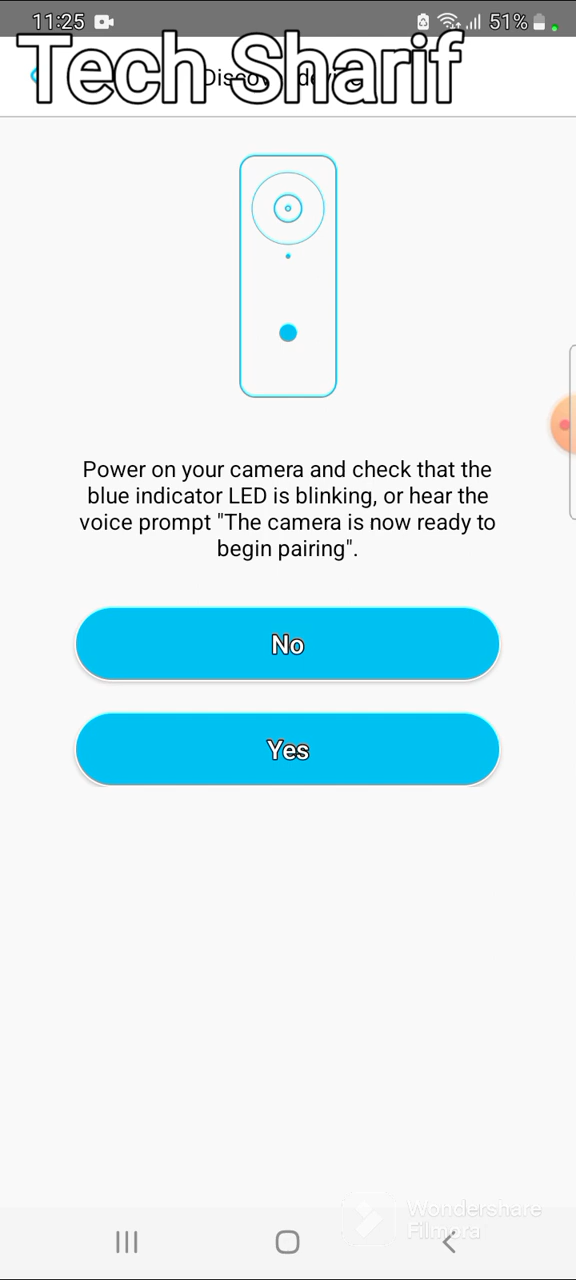 11:25
51%
Tech Sharif
Power on your camera and check that the
blue indicator LED is blinking, or hear the
voice prompt "The camera is now ready to
begin pairing".
No
Yes
Wondershare
Filmora